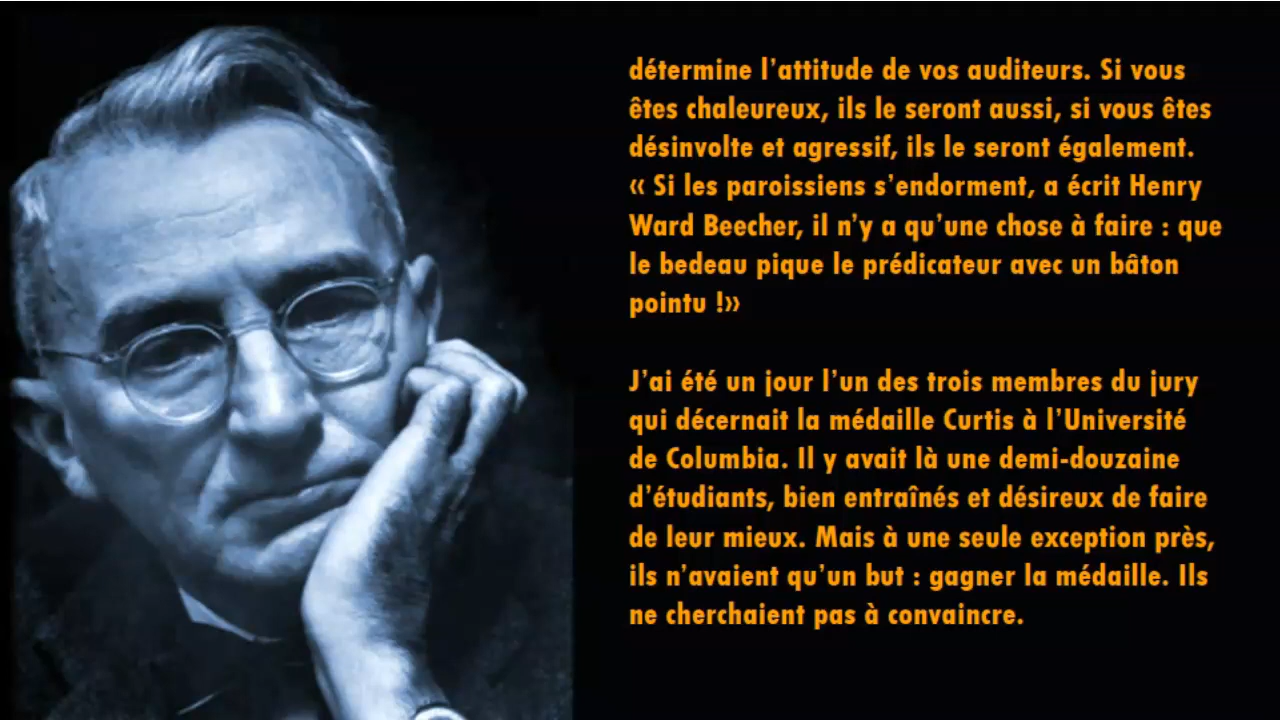 détermine l'attitude de vos auditeurs. Si vous
êtes chaleureux, ils le seront aussi, si vous êtes
désinvolte et agressif, ils le seront également.
« Si les paroissiens s'endorment, a écrit Henry
Ward Beecher, il n'y a qu'une chose à faire : que
le bedeau pique le prédicateur avec un bâton
pointu !»
J'ai été un jour l'un des trois membres du jury
qui décernait la médaille Curtis à l'Université
de Columbia. Il y avait là une demi-douzaine
d'étudiants, bien entraînés et désireux de faire
de leur mieux. Mais à une seule exception près,
ils n'avaient qu'un but : gagner la médaille. Ils
ne cherchaient pas à convaincre.